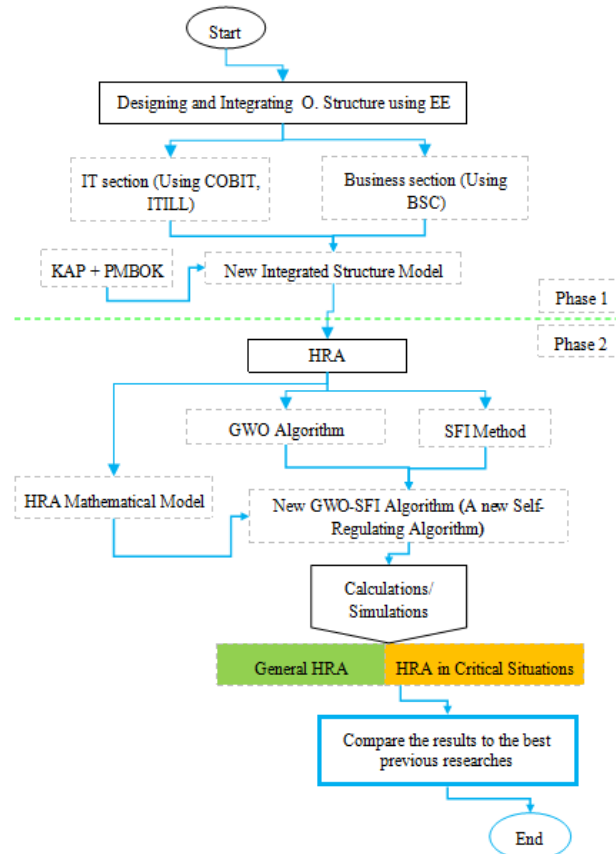 Start
Designing and Integrating O. Structure using EE
IT section (Using COBIT,
ITILL)
Business section (Using
BSC)
KAP + PMBOK
New Integrated Structure Model
Phase 1
Phase 2
HRA
GWO Algorithm
SFI Method
HRA Mathematical Model
New GWO-SFI Algorithm (A new Self-
Regulating Algorithm)
Calculations/
Simulations
General HRA
HRA in Critical Situations
Compare the results to the best
previous researches
End